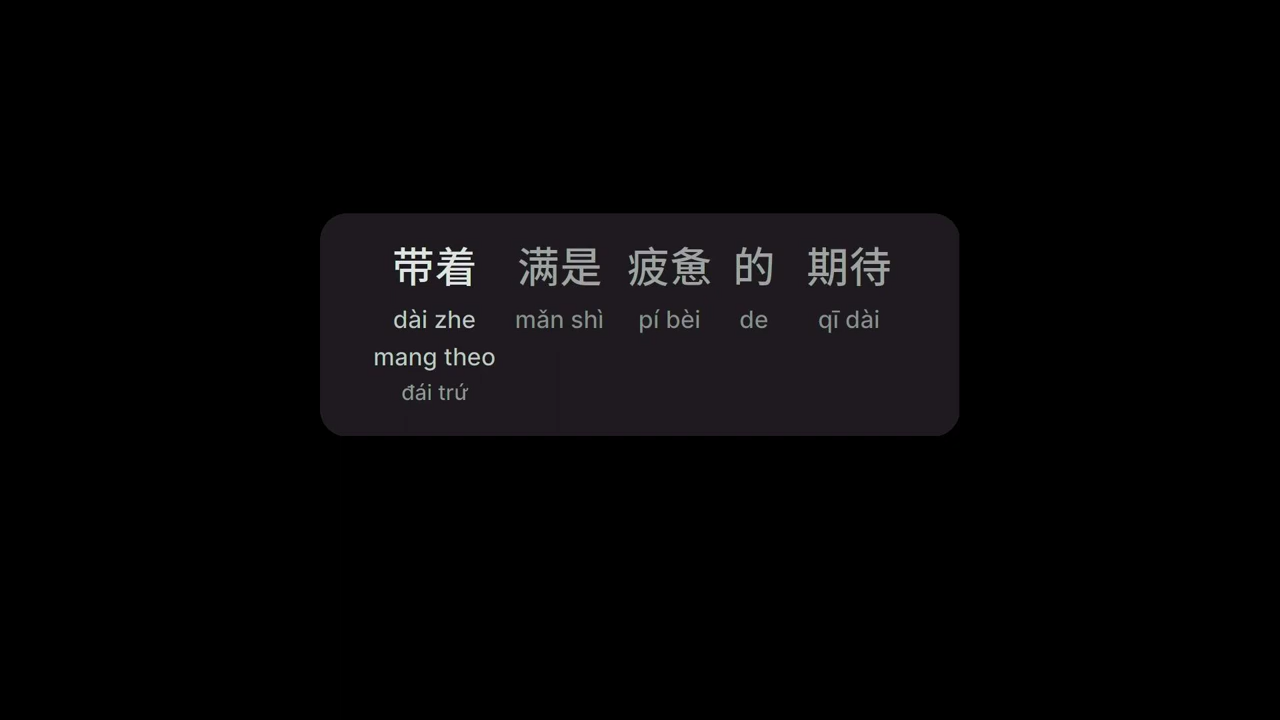 带着 满是 疲惫 的 期待
dài zhe mǎn shì pí bèi de qī dài
mang theo
đái trứ